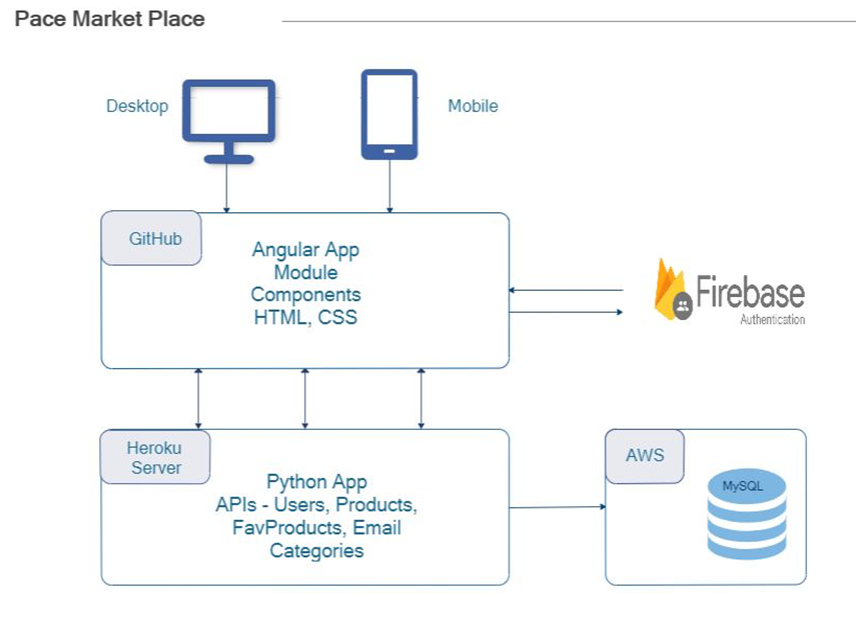 Pace Market Place
Desktop
Mobile
GitHub
Angular App
Module
Components
HTML, CSS
Firebase
Authentication
Heroku
Server
Python App
APIs - Users, Products,
FavProducts, Email
Categories
AWS
MySQL